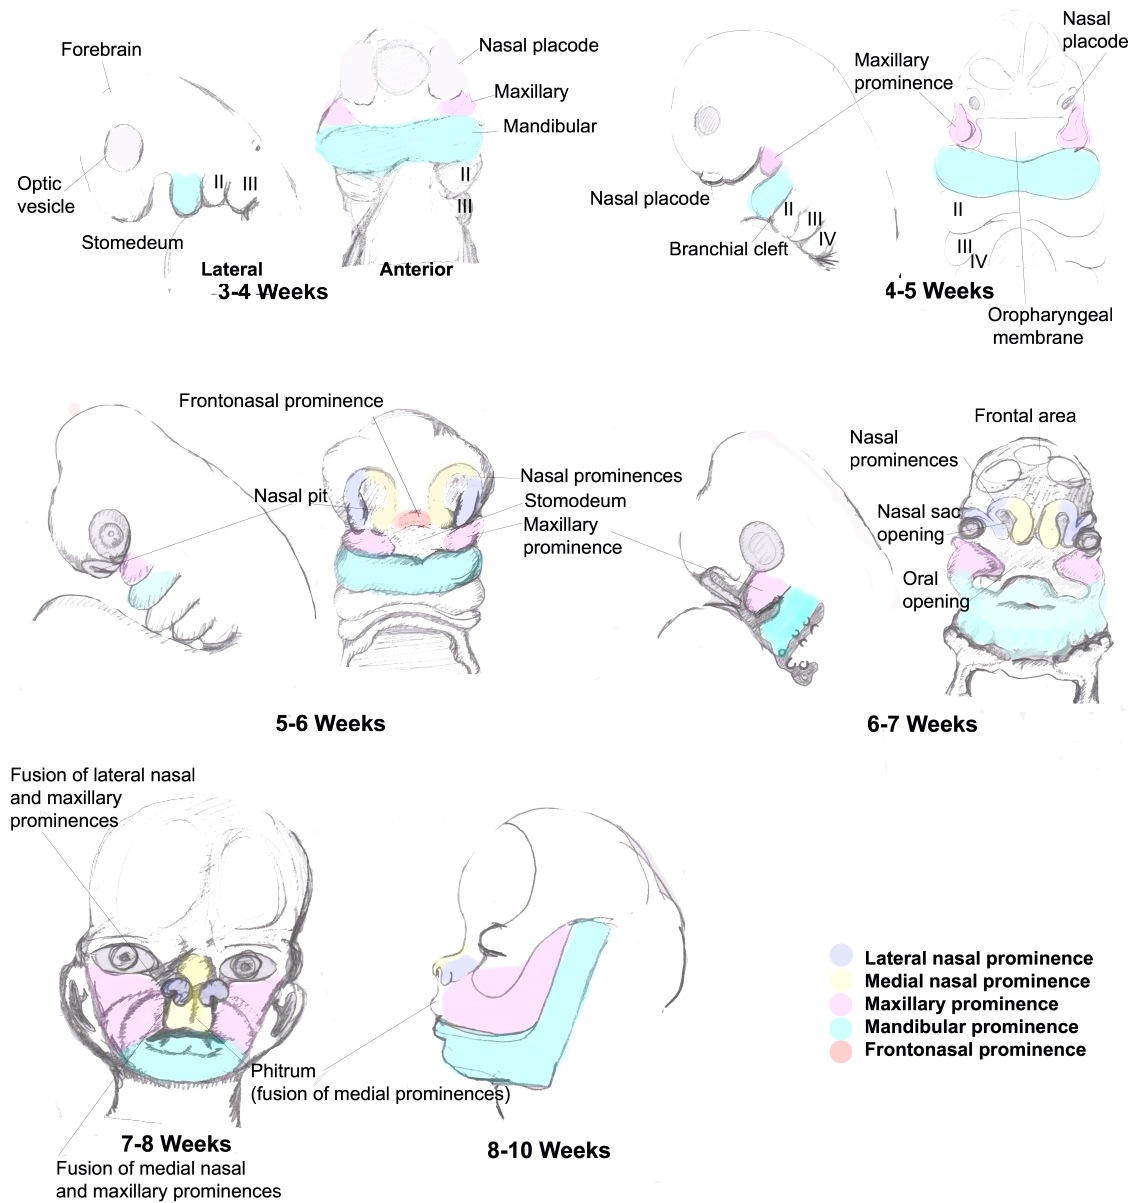 Forebrain
Optic
vesicle
Stomedeum
II
III
Lateral
Nasal placode
Maxillary
Mandibular
II
III
Anterior
3-4 Weeks
Maxillary
prominence
Nasal
placode
Nasal placode
Branchial cleft
II
III
IV
II
III
IV
4-5 Weeks
Oropharyngeal
membrane
Frontonasal prominence
Nasal pit
Nasal prominences
Stomodeum
Maxillary
prominence
5-6 Weeks
Frontal area
Nasal
prominences
Nasal sac
opening
Oral
opening
6-7 Weeks
Fusion of lateral nasal
and maxillary
prominences
Phitrum
(fusion of medial prominences)
7-8 Weeks
Fusion of medial nasal
and maxillary prominences
8-10 Weeks
Lateral nasal prominence
Medial nasal prominence
Maxillary prominence
Mandibular prominence
Frontonasal prominence